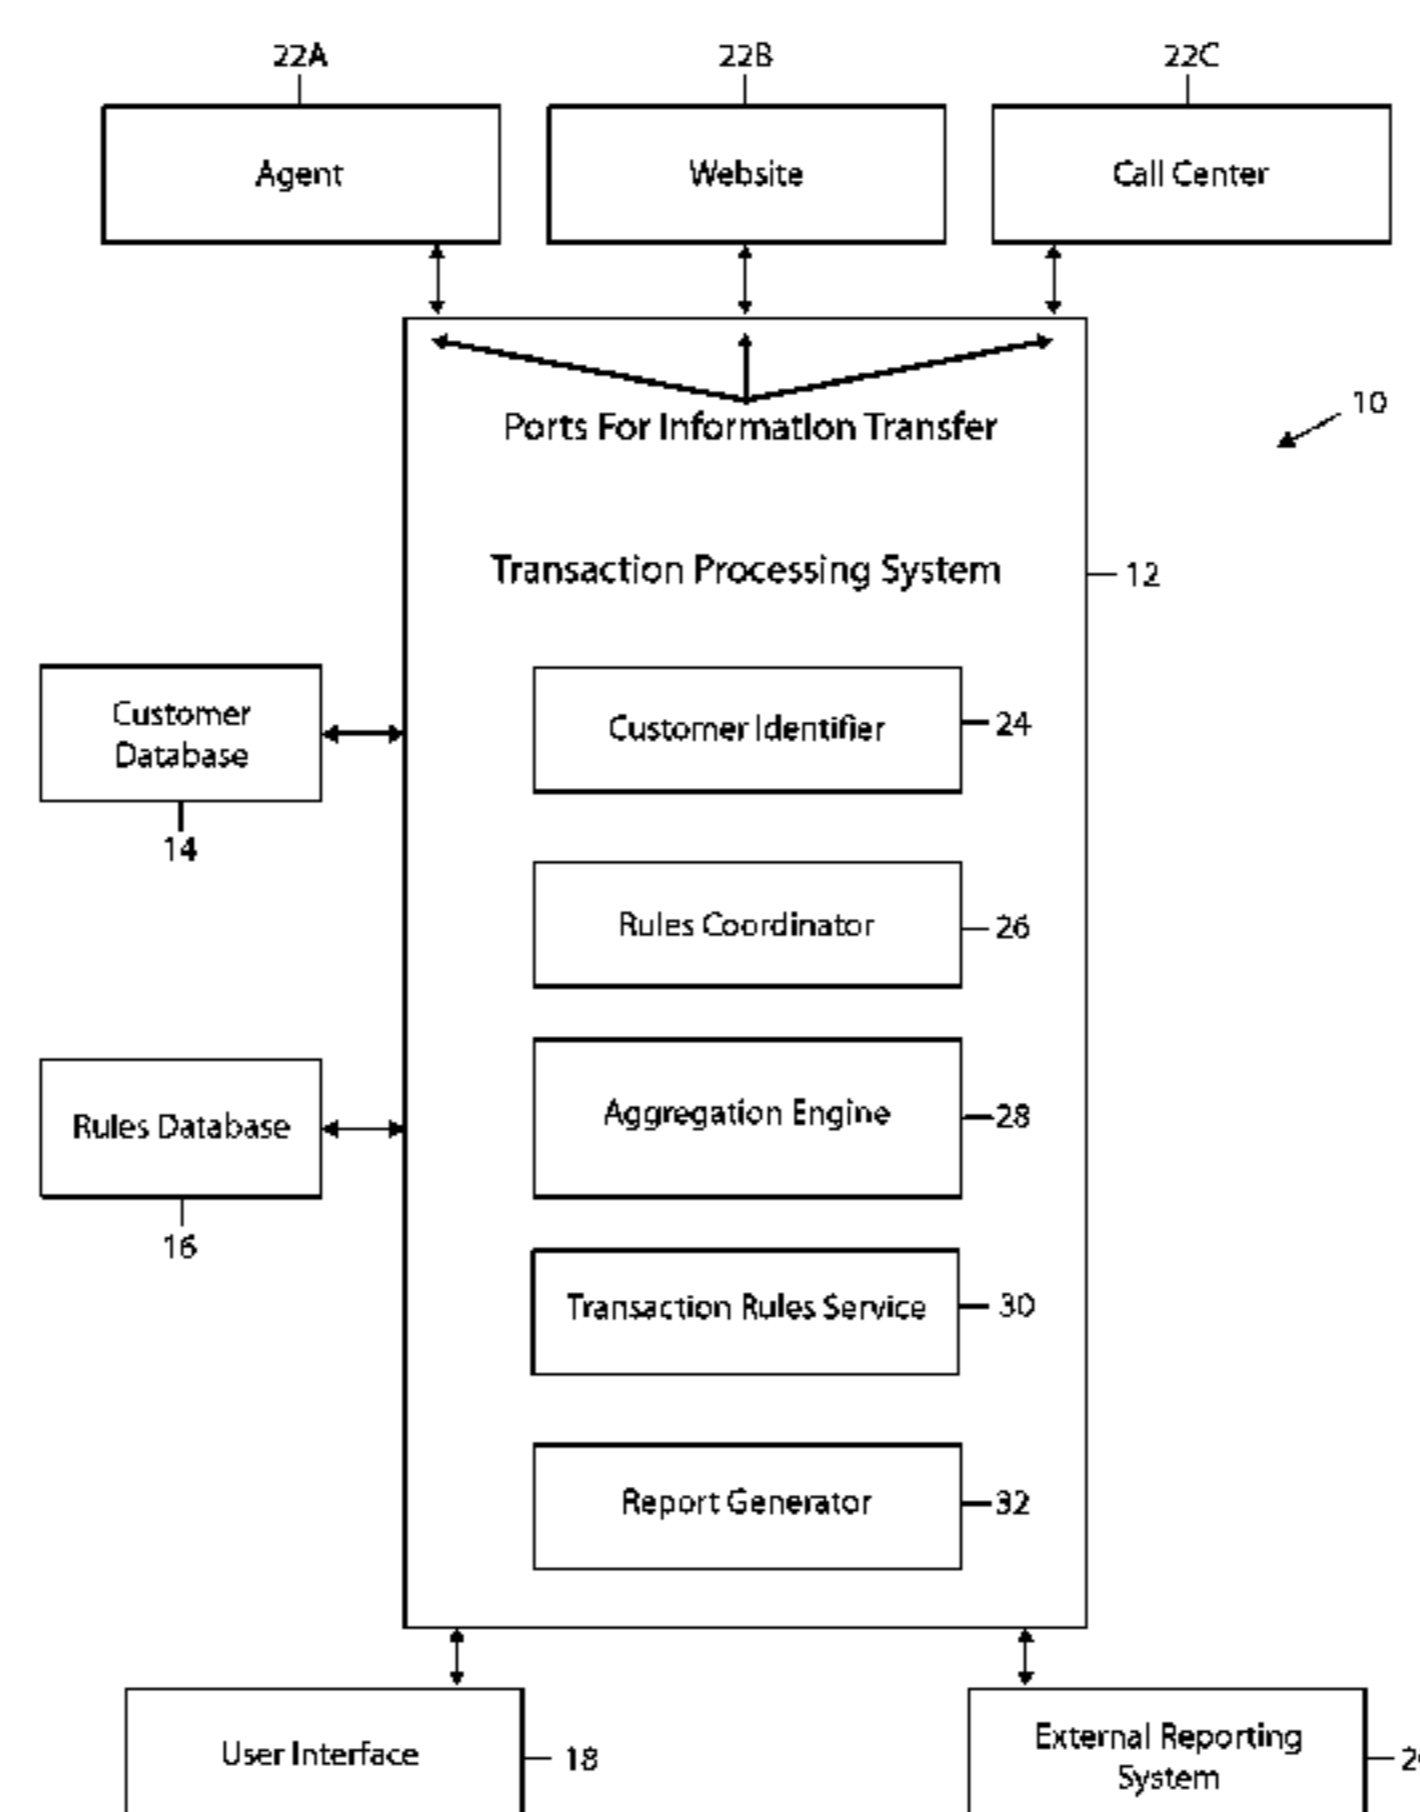 22A 22B 22C
Agent Website Call Center
10
Ports For Information Transfer
Transaction Processing System 12
Customer
Database
14
Customer Identifier 24
Rules Coordinator 26
Rules Database
16
Aggregation Engine 28
Transaction Rules Service 30
Report Generator 32
User Interface 18
External Reporting
System